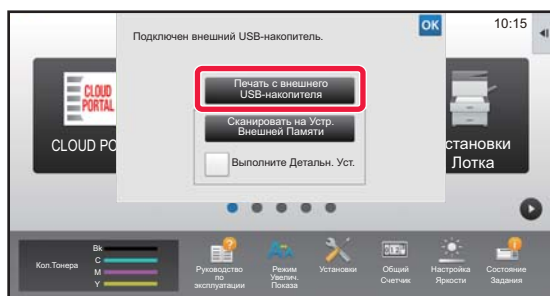 10:15
OK
Подключен внешний USB-накопитель.
Печать с внешнего
USB-накопителя
CLOUD
PORTAL
CLOUD PO
Сканировать на Устр.
Внешней Памяти
Выполните Детальн. Уст.
становки
Лотка
Кол.Тонера
Bk
C
M
Y
Руководство
по
эксплуатации
Режим
Увелич.
Показа
Установки
Общий
Счетчик
Настройка
Яркости
Состояние
Задания